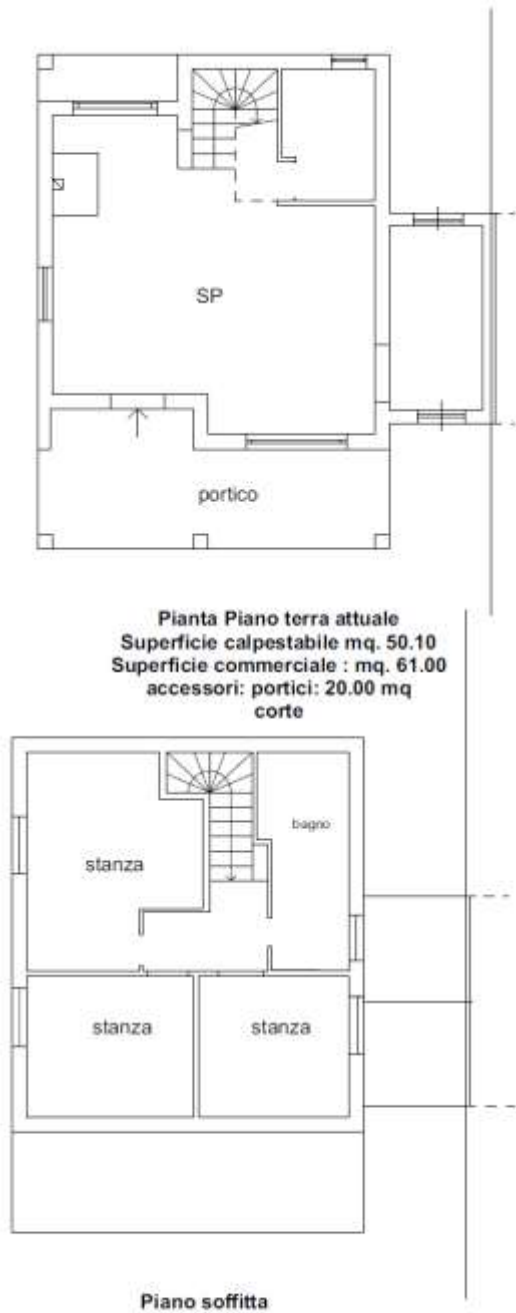 SP
portico
Pianta Piano terra attuale
Superficie calpestabile mq. 50.10
Superficie commerciale : mq. 61.00
accessori: portici: 20.00 mq
corte
bagno
stanza
stanza
stanza
Piano soffitta